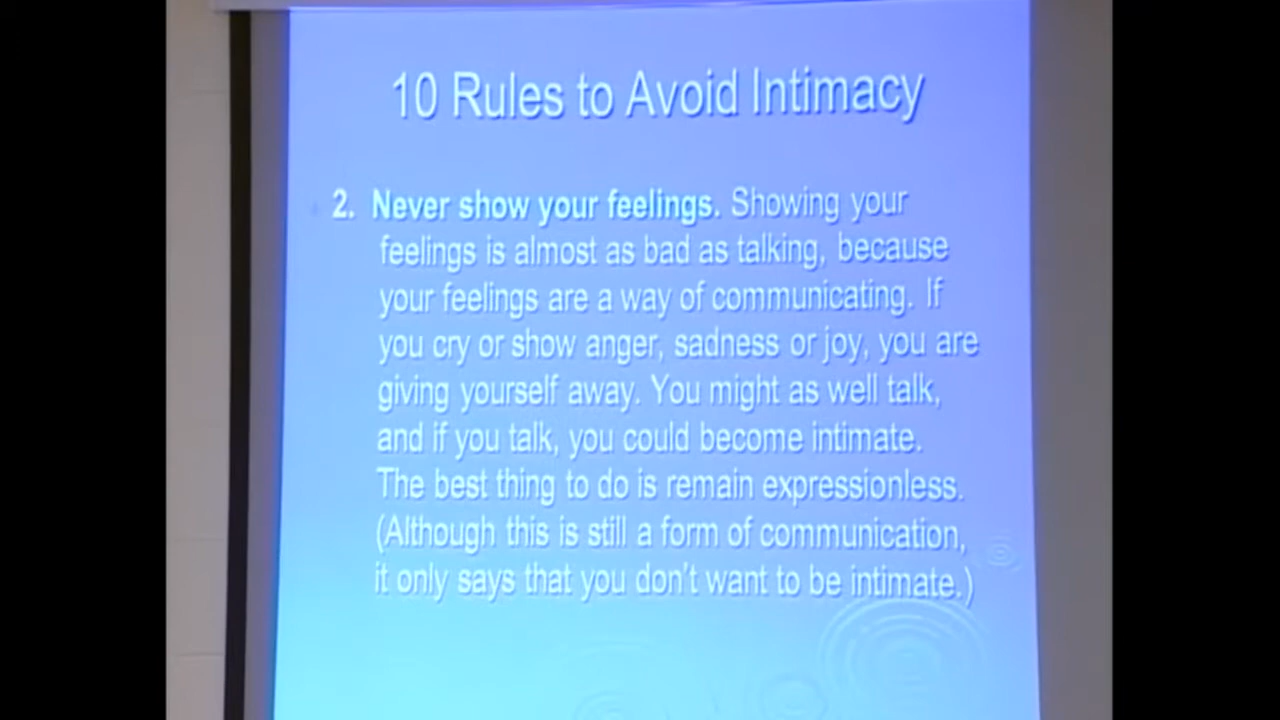 10 Rules to Avoid Intimacy
2. Never show your feelings. Showing your
feelings is almost as bad as talking, because
your feelings are a way of communicating. If
you cry or show anger, sadness or joy, you are
giving yourself away. You might as well talk,
and if you talk, you could become intimate.
The best thing to do is remain expressionless.
(Although this is still a form of communication,
it only says that you don't want to be intimate.)